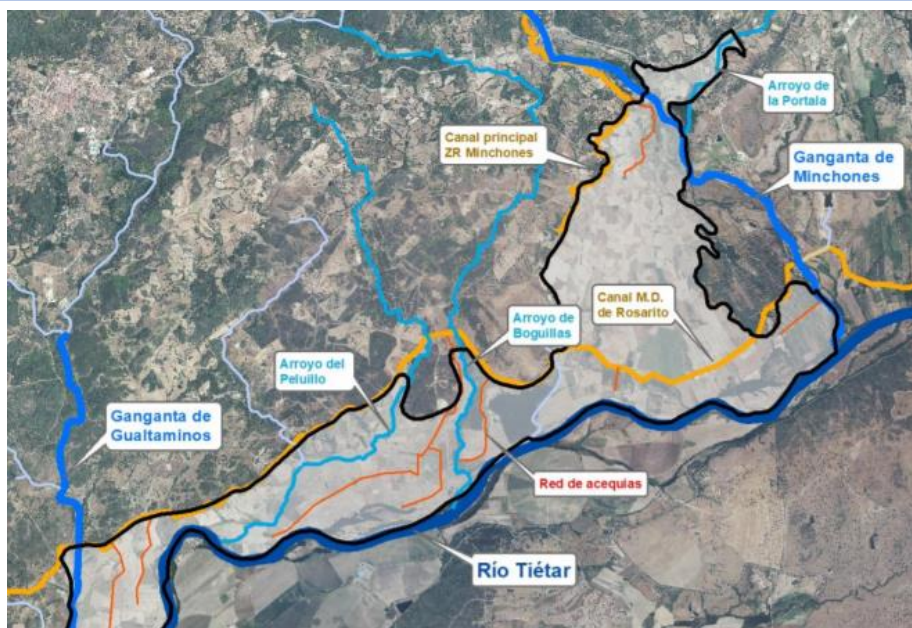 Arroyo de
la Portala
Canal principal
ZR Minchones
Ganganta de
Minchones
Canal M.D.
de Rosarito
Arroyo de
Boguillas
Arroyo del
Peluillo
Ganganta de
Gualtaminos
Red de acequias
Río Tiétar